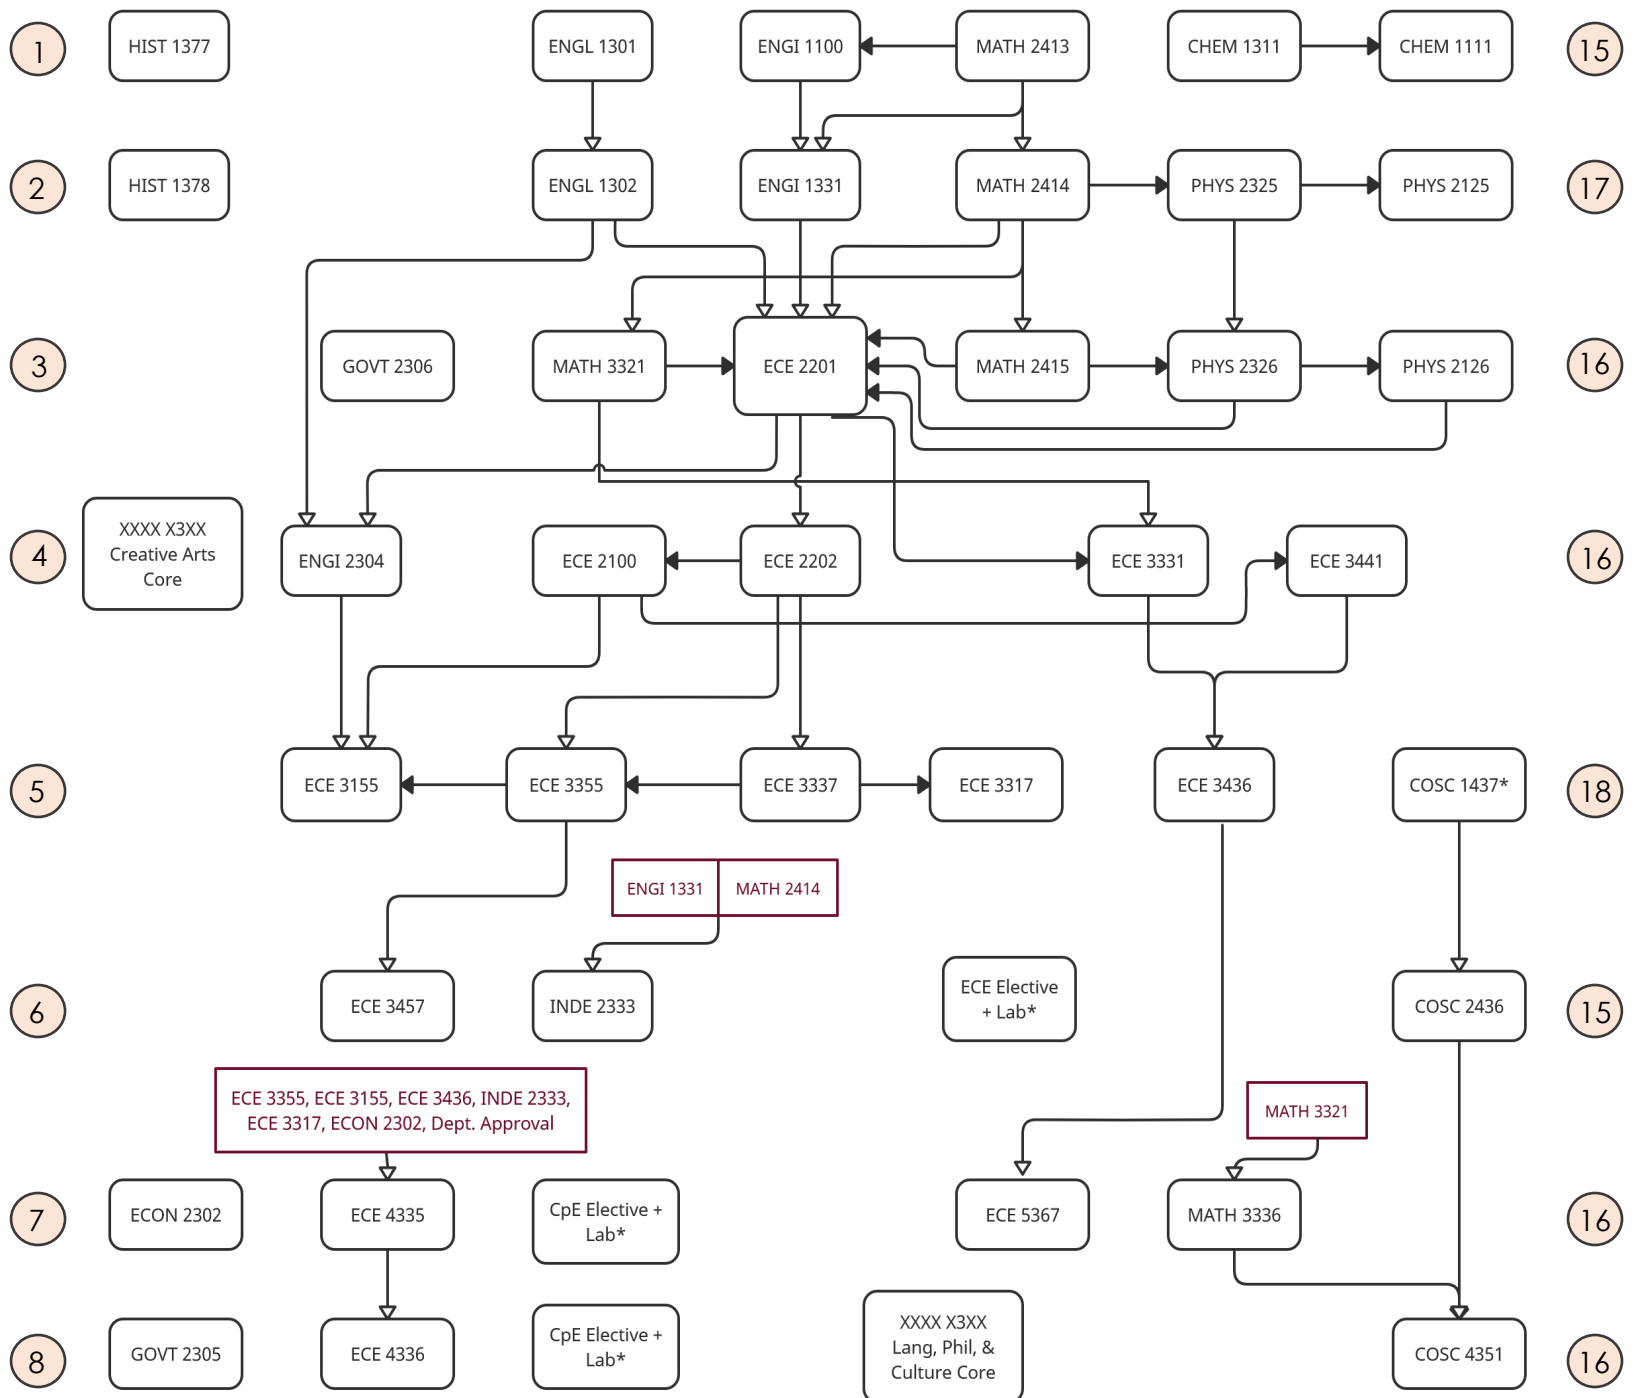 1
HIST 1377
ENGL 1301
ENGI 1100
MATH 2413
CHEM 1311
CHEM 1111
15
2
HIST 1378
ENGL 1302
ENGI 1331
MATH 2414
PHYS 2325
PHYS 2125
17
3
GOVT 2306
MATH 3321
ECE 2201
MATH 2415
PHYS 2326
PHYS 2126
16
4
XXXX X3XX
Creative Arts
Core
ENGI 2304
ECE 2100
ECE 2202
ECE 3331
ECE 3441
16
5
ECE 3155
ECE 3355
ECE 3337
ECE 3317
ECE 3436
COSC 1437*
18
ENGI 1331
MATH 2414
6
ECE 3457
INDE 2333
ECE Elective
+ Lab*
COSC 2436
15
ECE 3355, ECE 3155, ECE 3436, INDE 2333,
ECE 3317, ECON 2302, Dept. Approval
MATH 3321
7
ECON 2302
ECE 4335
CpE Elective +
Lab*
ECE 5367
MATH 3336
16
8
GOVT 2305
ECE 4336
CpE Elective +
Lab*
XXXX X3XX
Lang, Phil, &
Culture Core
COSC 4351
16